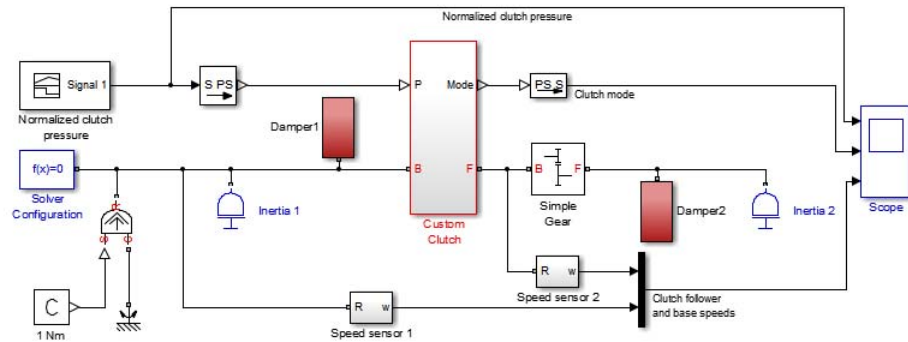 Normalized clutch pressure
Signal 1
S PS
P
Mode
PS S
Clutch mode
Normalized clutch
pressure
Damper1
f(x)=0
B
F
B
F
Solver
Configuration
Inertia 1
Custom
Clutch
Simple
Gear
Damper2
Inertia 2
Scope
R
S
C
C
1 Nm
R w
Speed sensor 2
R w
Speed sensor 1
Clutch follower
and base speeds